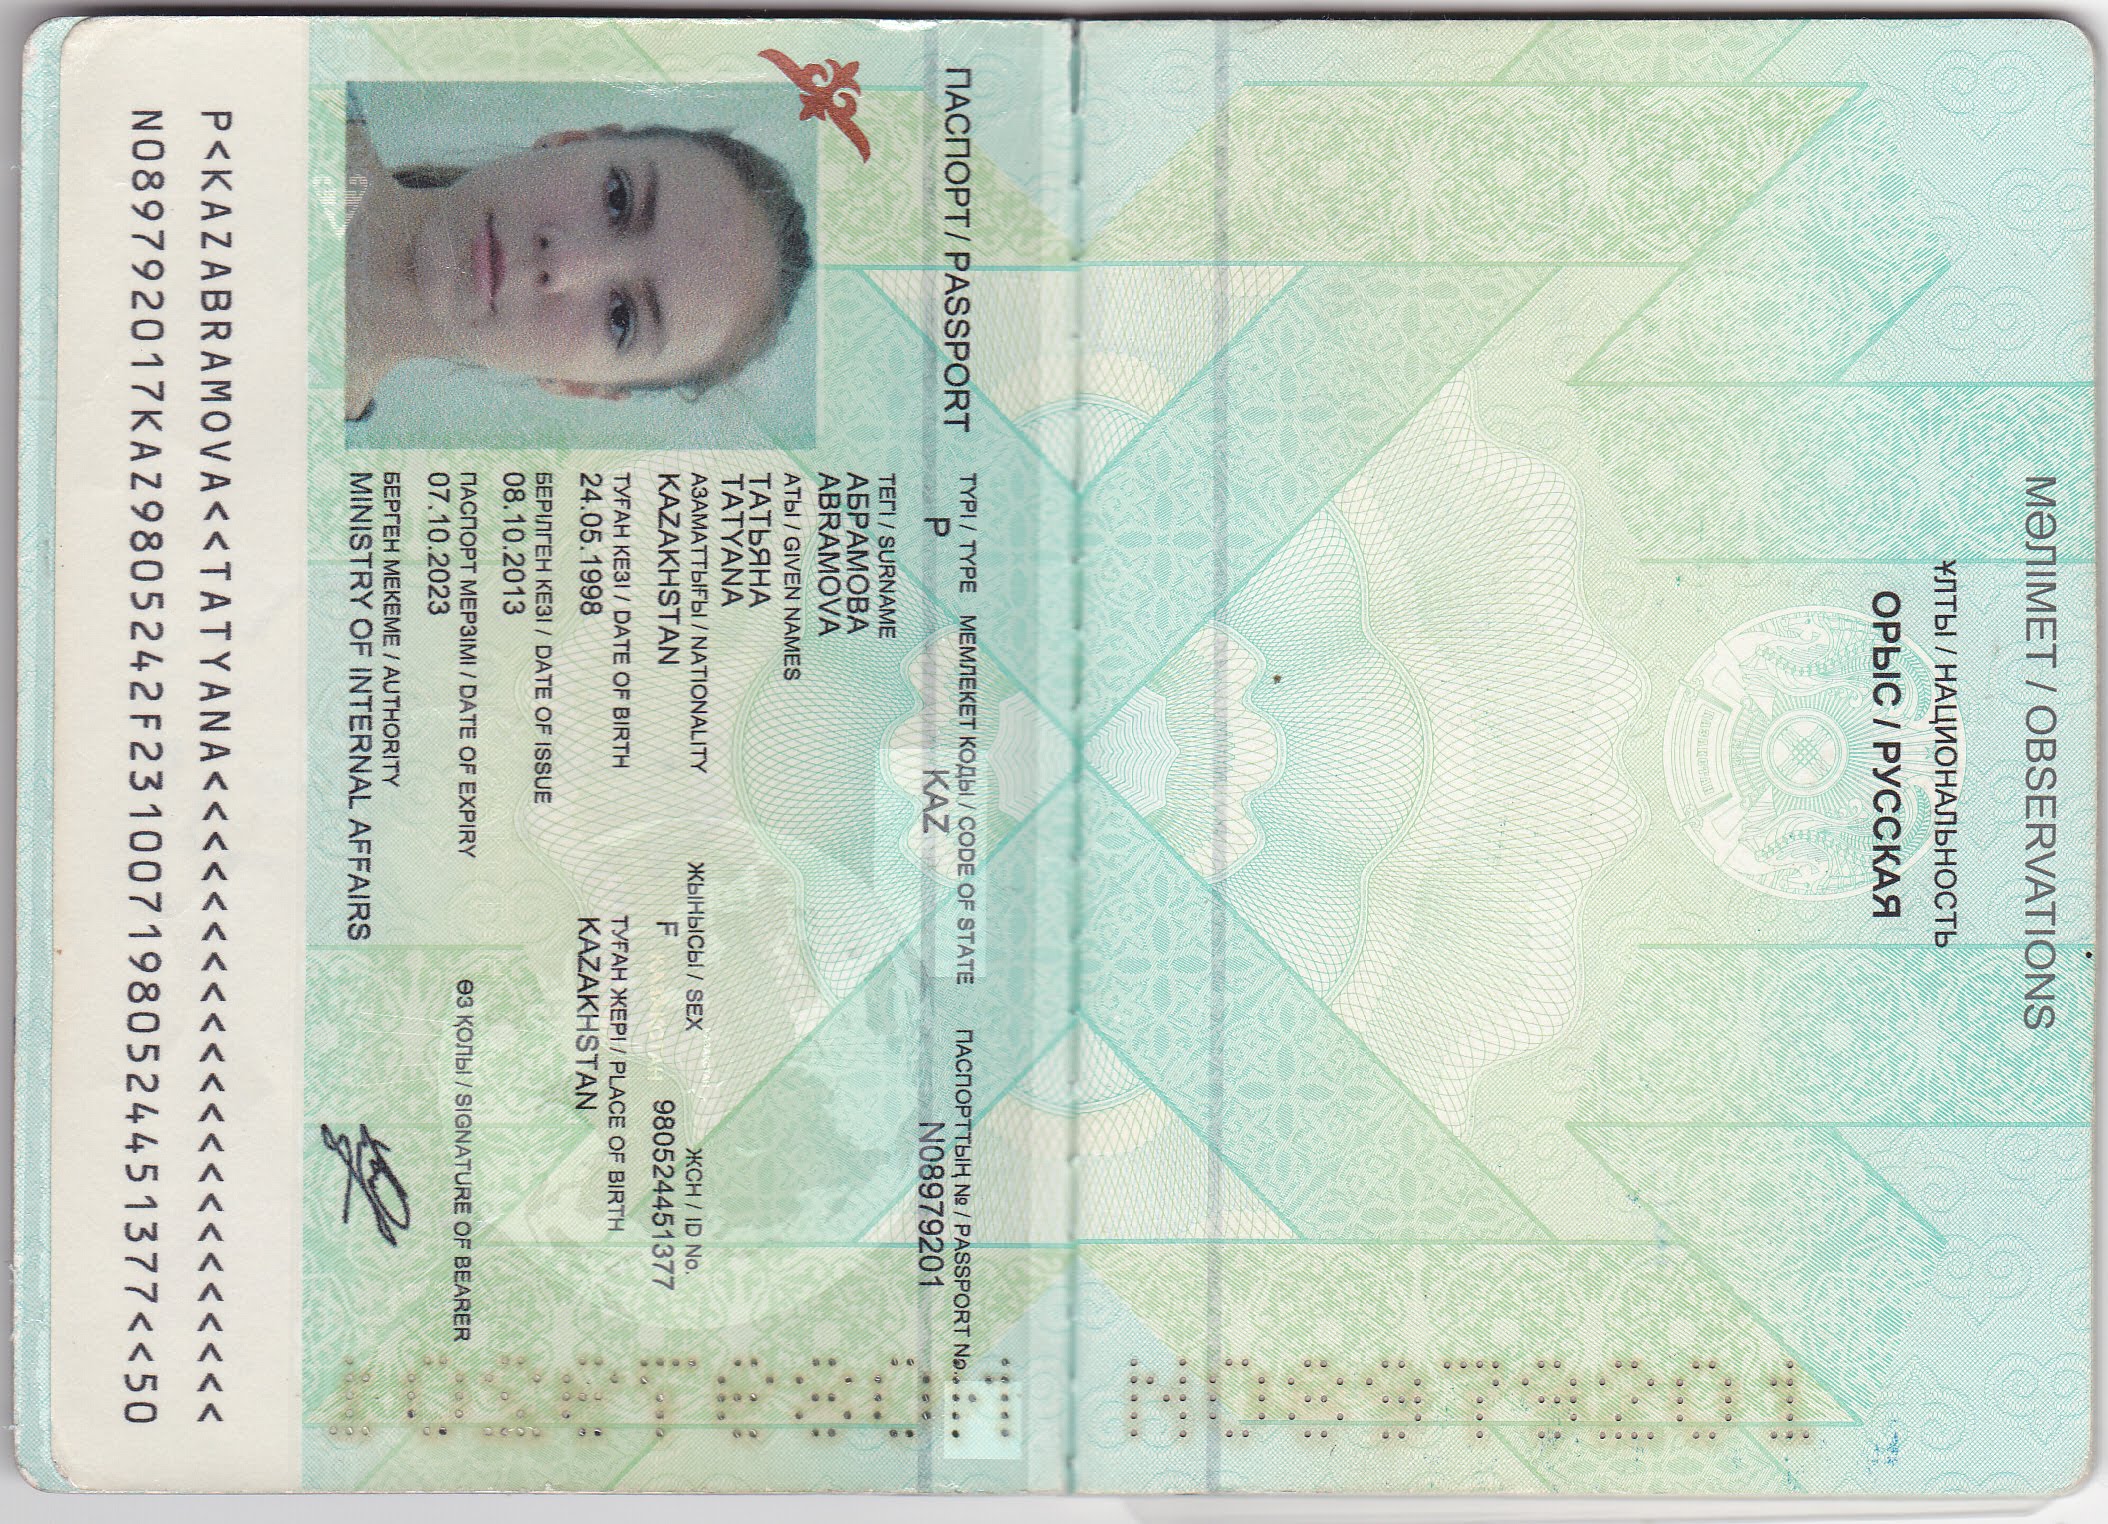 МӘЛІМЕТ / OBSERVATIONS
ҰЛТЫ / НАЦИОНАЛЬНОСТЬ
ОРЫС / РУССКАЯ
N08979201
ПАСПОРТ / PASSPORT
ТҮРІ / TYPE МЕМЛЕКЕТ КОДЫ / CODE OF STATE ПАСПОРТТЫҢ № / PASSPORT No.
P KAZ N08979201
ТЕГІ / SURNAME
АБРАМОВА
ABRAMOVA
АТЫ / GIVEN NAMES
ТАТЬЯНА
TATYANA
АЗАМАТТЫҒЫ / NATIONALITY ЖЫНЫСЫ / SEX ЖСН / ID No.
KAZAKHSTAN F 980524451377
ТУҒАН КЕЗІ / DATE OF BIRTH ТУҒАН ЖЕРІ / PLACE OF BIRTH
24.05.1998 KAZAKHSTAN
БЕРІЛГЕН КЕЗІ / DATE OF ISSUE
08.10.2013
ПАСПОРТ МЕРЗІМІ / DATE OF EXPIRY ӨЗ ҚОЛЫ / SIGNATURE OF BEARER
07.10.2023
БЕРГЕН МЕКЕМЕ / AUTHORITY
MINISTRY OF INTERNAL AFFAIRS
P<KAZABRAMOVA<<TATYANA<<<<<<<<<<<<<<<<<<<<<<
N089792017KAZ9805242F2310071980524451377<<50